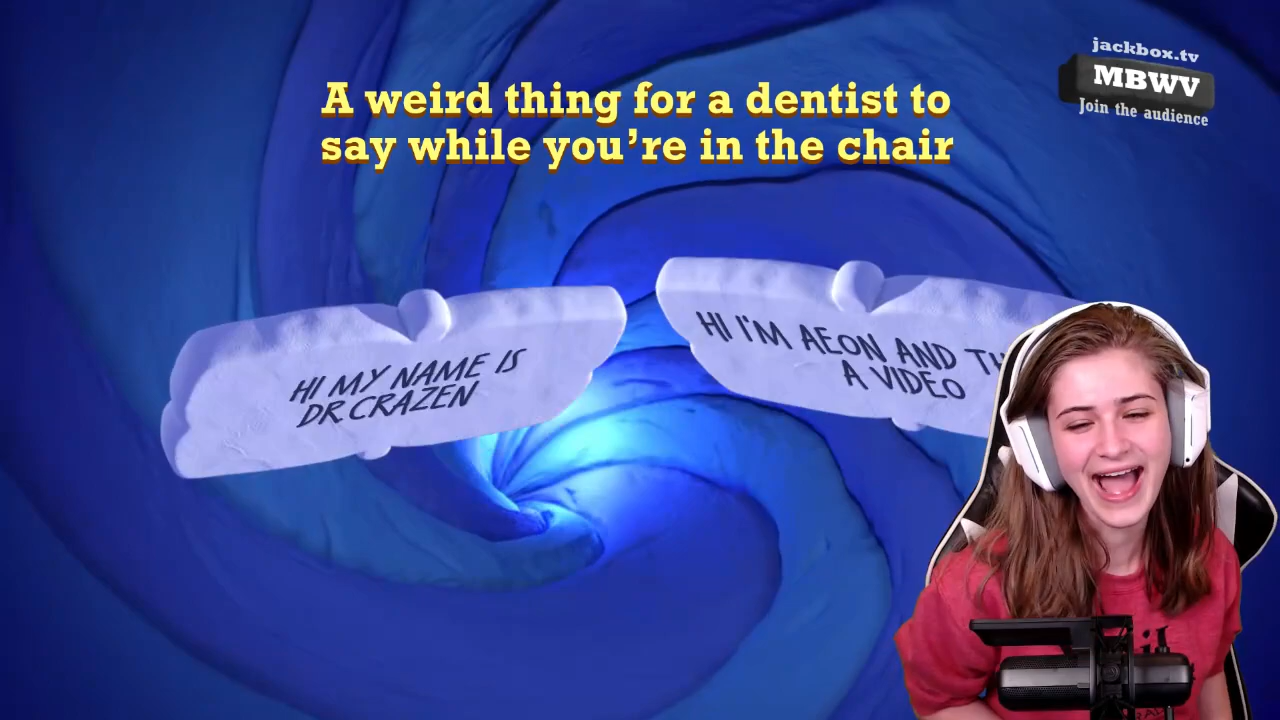 jackbox.tv
MBWV
Join the audience
A weird thing for a dentist to
say while you're in the chair
HI MY NAME IS
DR CRAZEN
HI I'M AEON AND
A VIDEO